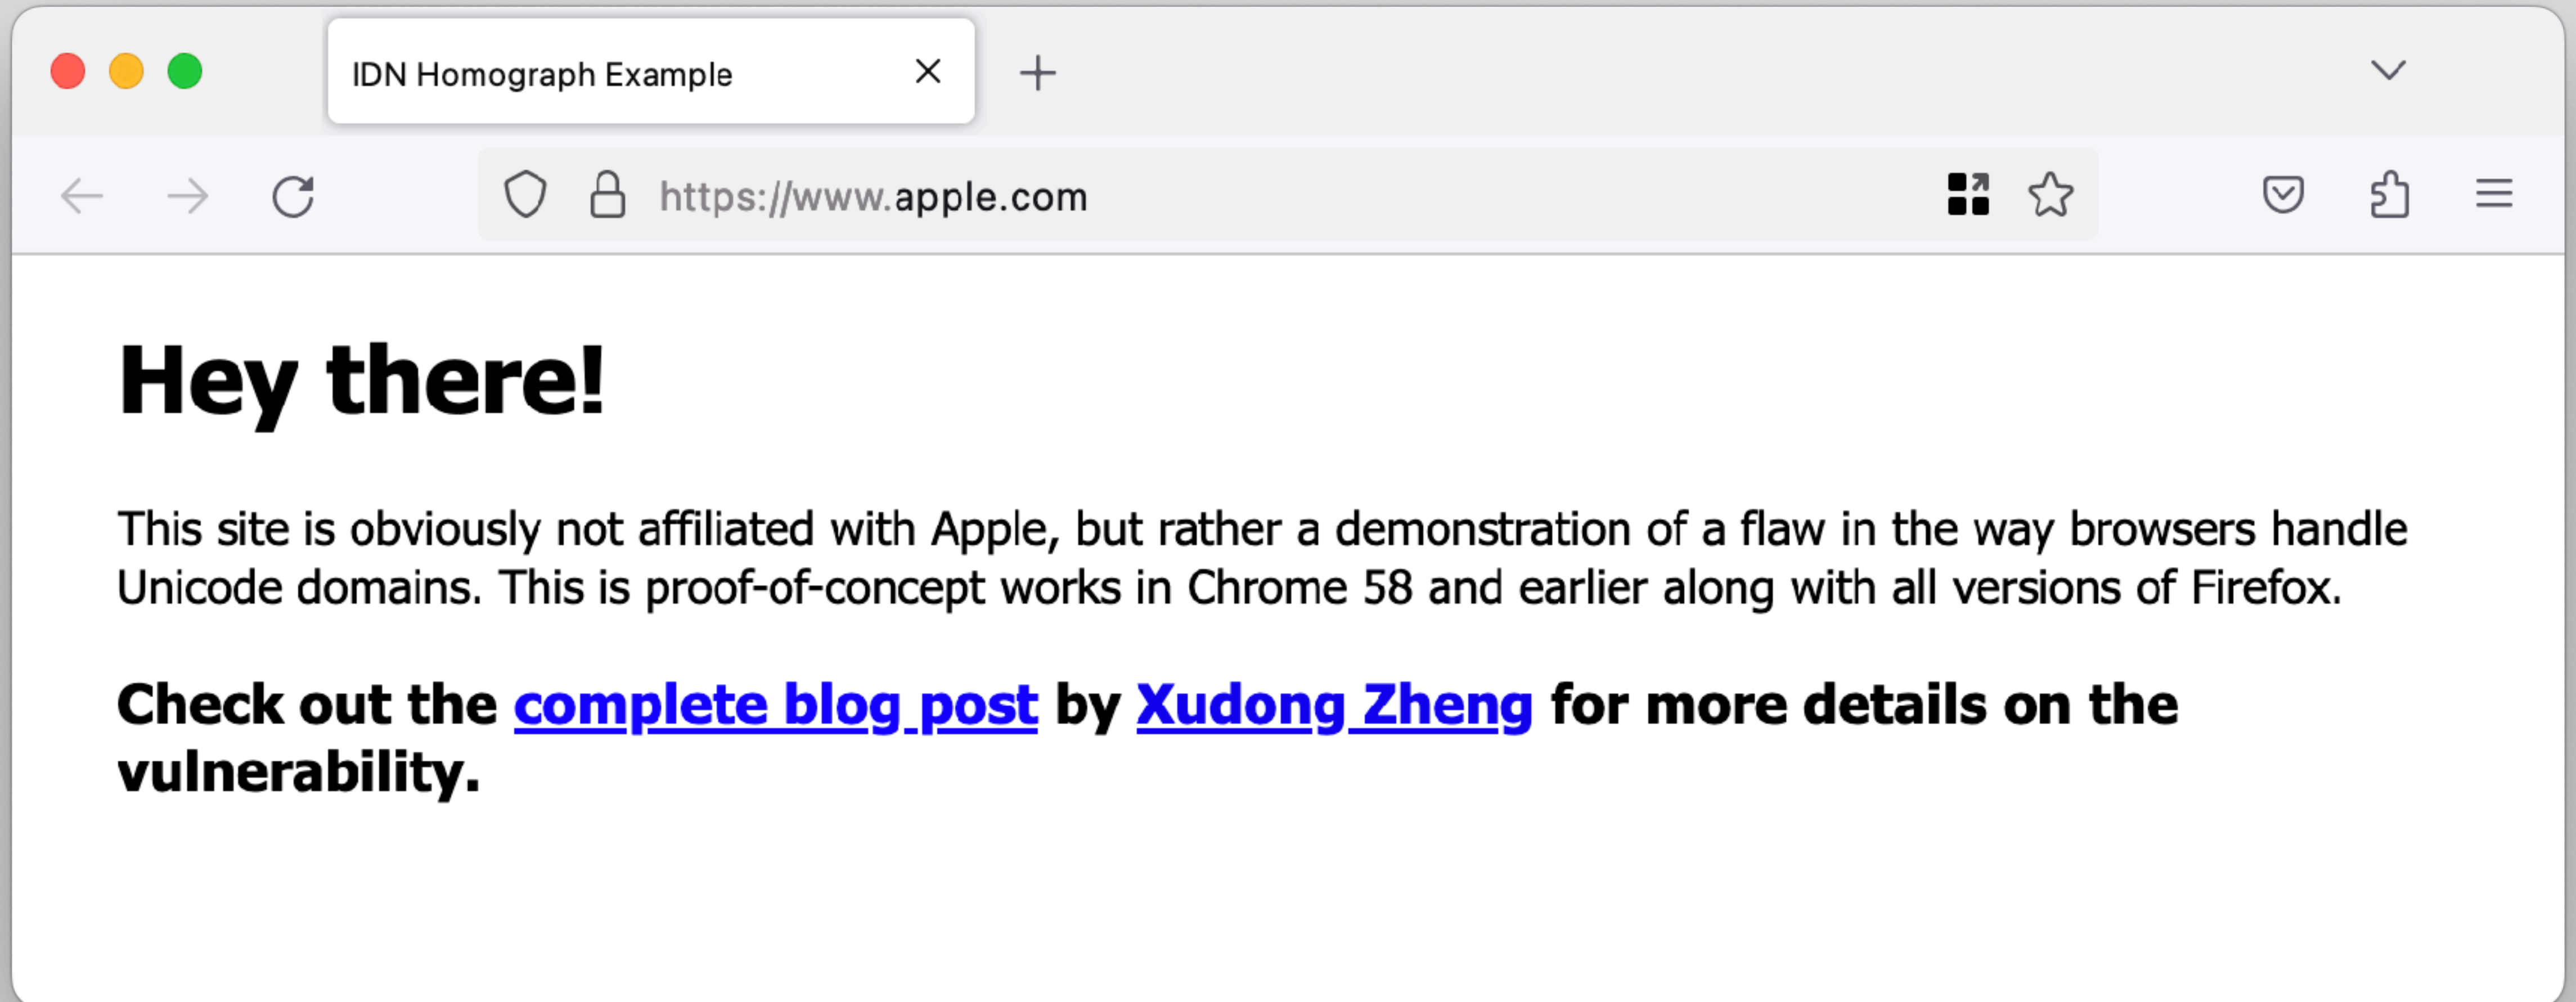 IDN Homograph Example
https://www.apple.com
Hey there!
This site is obviously not affiliated with Apple, but rather a demonstration of a flaw in the way browsers handle
Unicode domains. This is proof-of-concept works in Chrome 58 and earlier along with all versions of Firefox.
Check out the complete blog post by Xudong Zheng for more details on the
vulnerability.